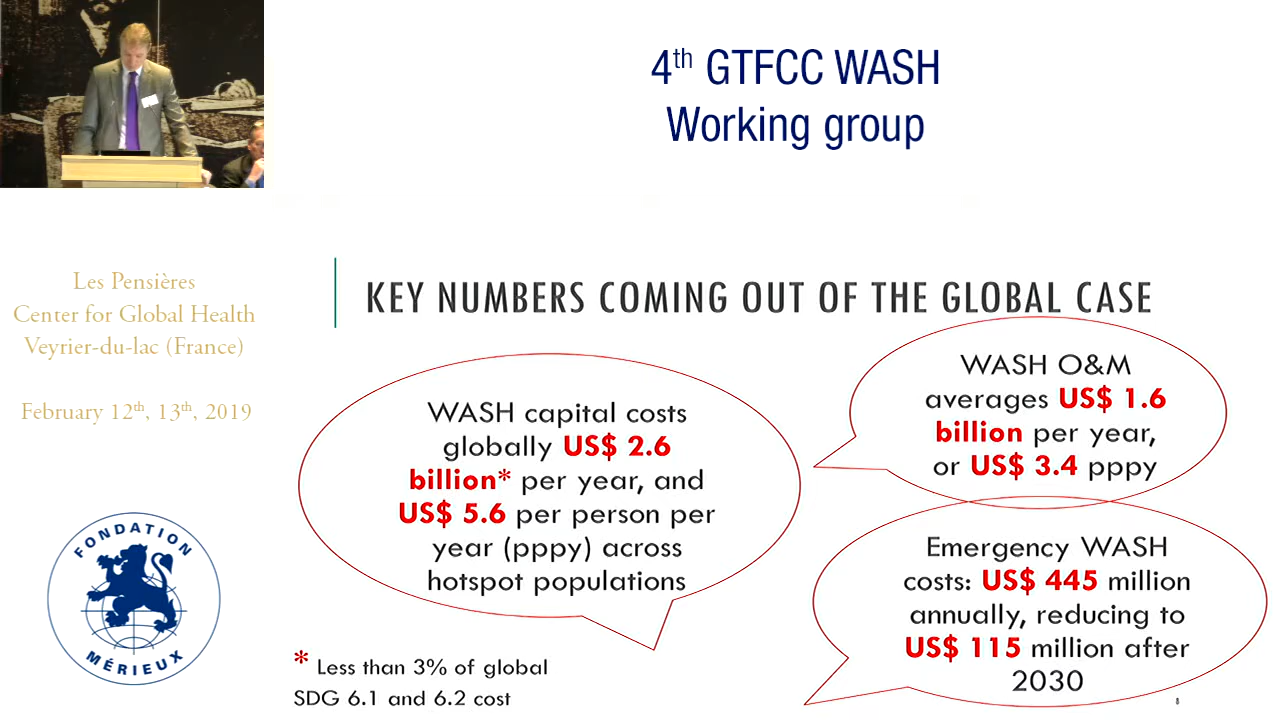 4th GTFCC WASH
Working group
Les Pensières
Center for Global Health
Veyrier-du-lac (France)
February 12th, 13th, 2019
FONDATION
MÉRIEUX
KEY NUMBERS COMING OUT OF THE GLOBAL CASE
WASH capital costs
globally US$ 2.6
billion* per year, and
US$ 5.6 per person per
year (pppy) across
hotspot populations
WASH O&M
averages US$ 1.6
billion per year,
or US$ 3.4 pppy
Emergency WASH
costs: US$ 445 million
annually, reducing to
US$ 115 million after
2030
* Less than 3% of global
SDG 6.1 and 6.2 cost
8